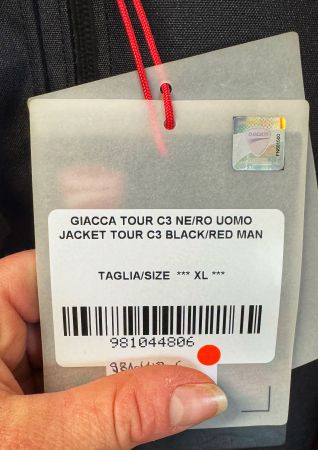 GIACCA TOUR C3 NE/RO UOMO
JACKET TOUR C3 BLACK/RED MAN
TAGLIA/SIZE *** XL ***
981044806